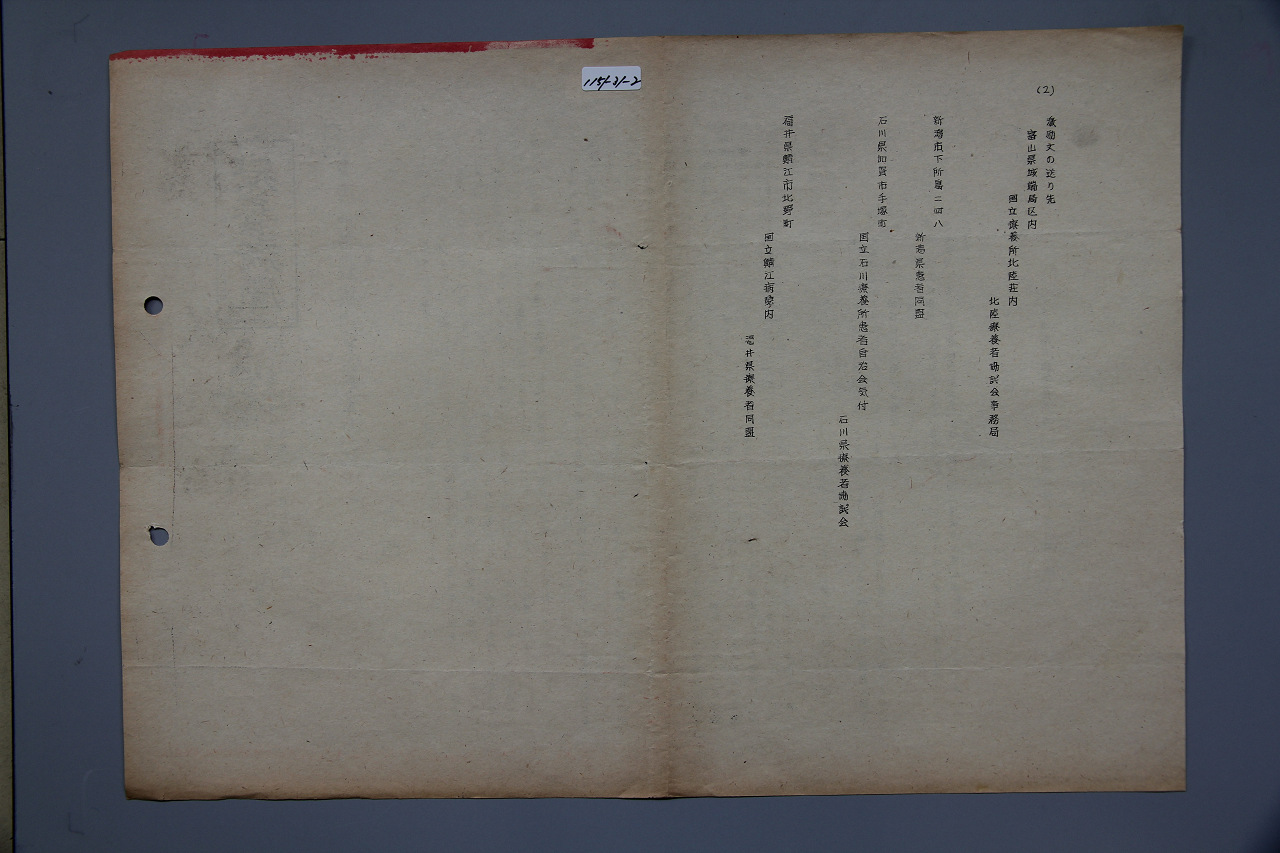 115-31-2
(2)
激励文の送り先
富山県城端局区内
国立療養所北陸荘内
北陸療養者協議会事務局
新潟市下所島二四八
新潟県患者同盟
石川県加賀市手塚町
国立石川療養所患者自治会気付
石川県療養者協議会
福井県鯖江市北野町
国立鯖江病院内
福井県療養者同盟